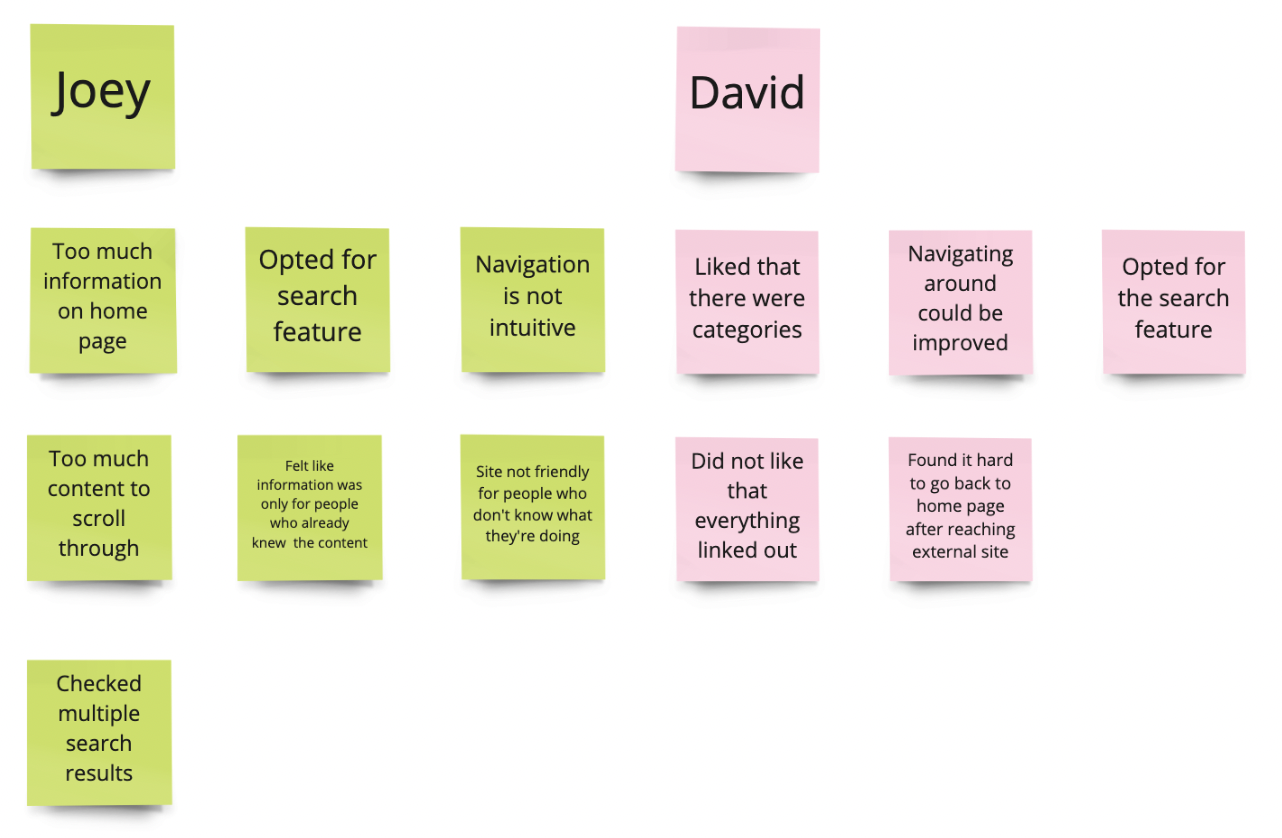 Joey
David
Too much
information
on home
page
Opted for
search
feature
Navigation
is not
intuitive
Liked that
there were
categories
Navigating
around
could be
improved
Opted for
the search
feature
Too much
content to
scroll
through
Felt like
information was
only for people
who already
knew the content
Site not friendly
for people who
don't know what
they're doing
Did not like
that
everything
linked out
Found it hard
to go back to
home page
after reaching
external site
Checked
multiple
search
results